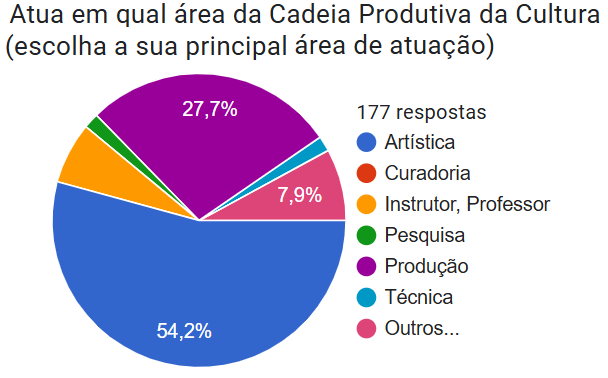 Atua em qual área da Cadeia Produtiva da Cultura
(escolha a sua principal área de atuação)
177 respostas
Artística
Curadoria
Instrutor, Professor
Pesquisa
Produção
Técnica
Outros...
27,7%
7,9%
54,2%